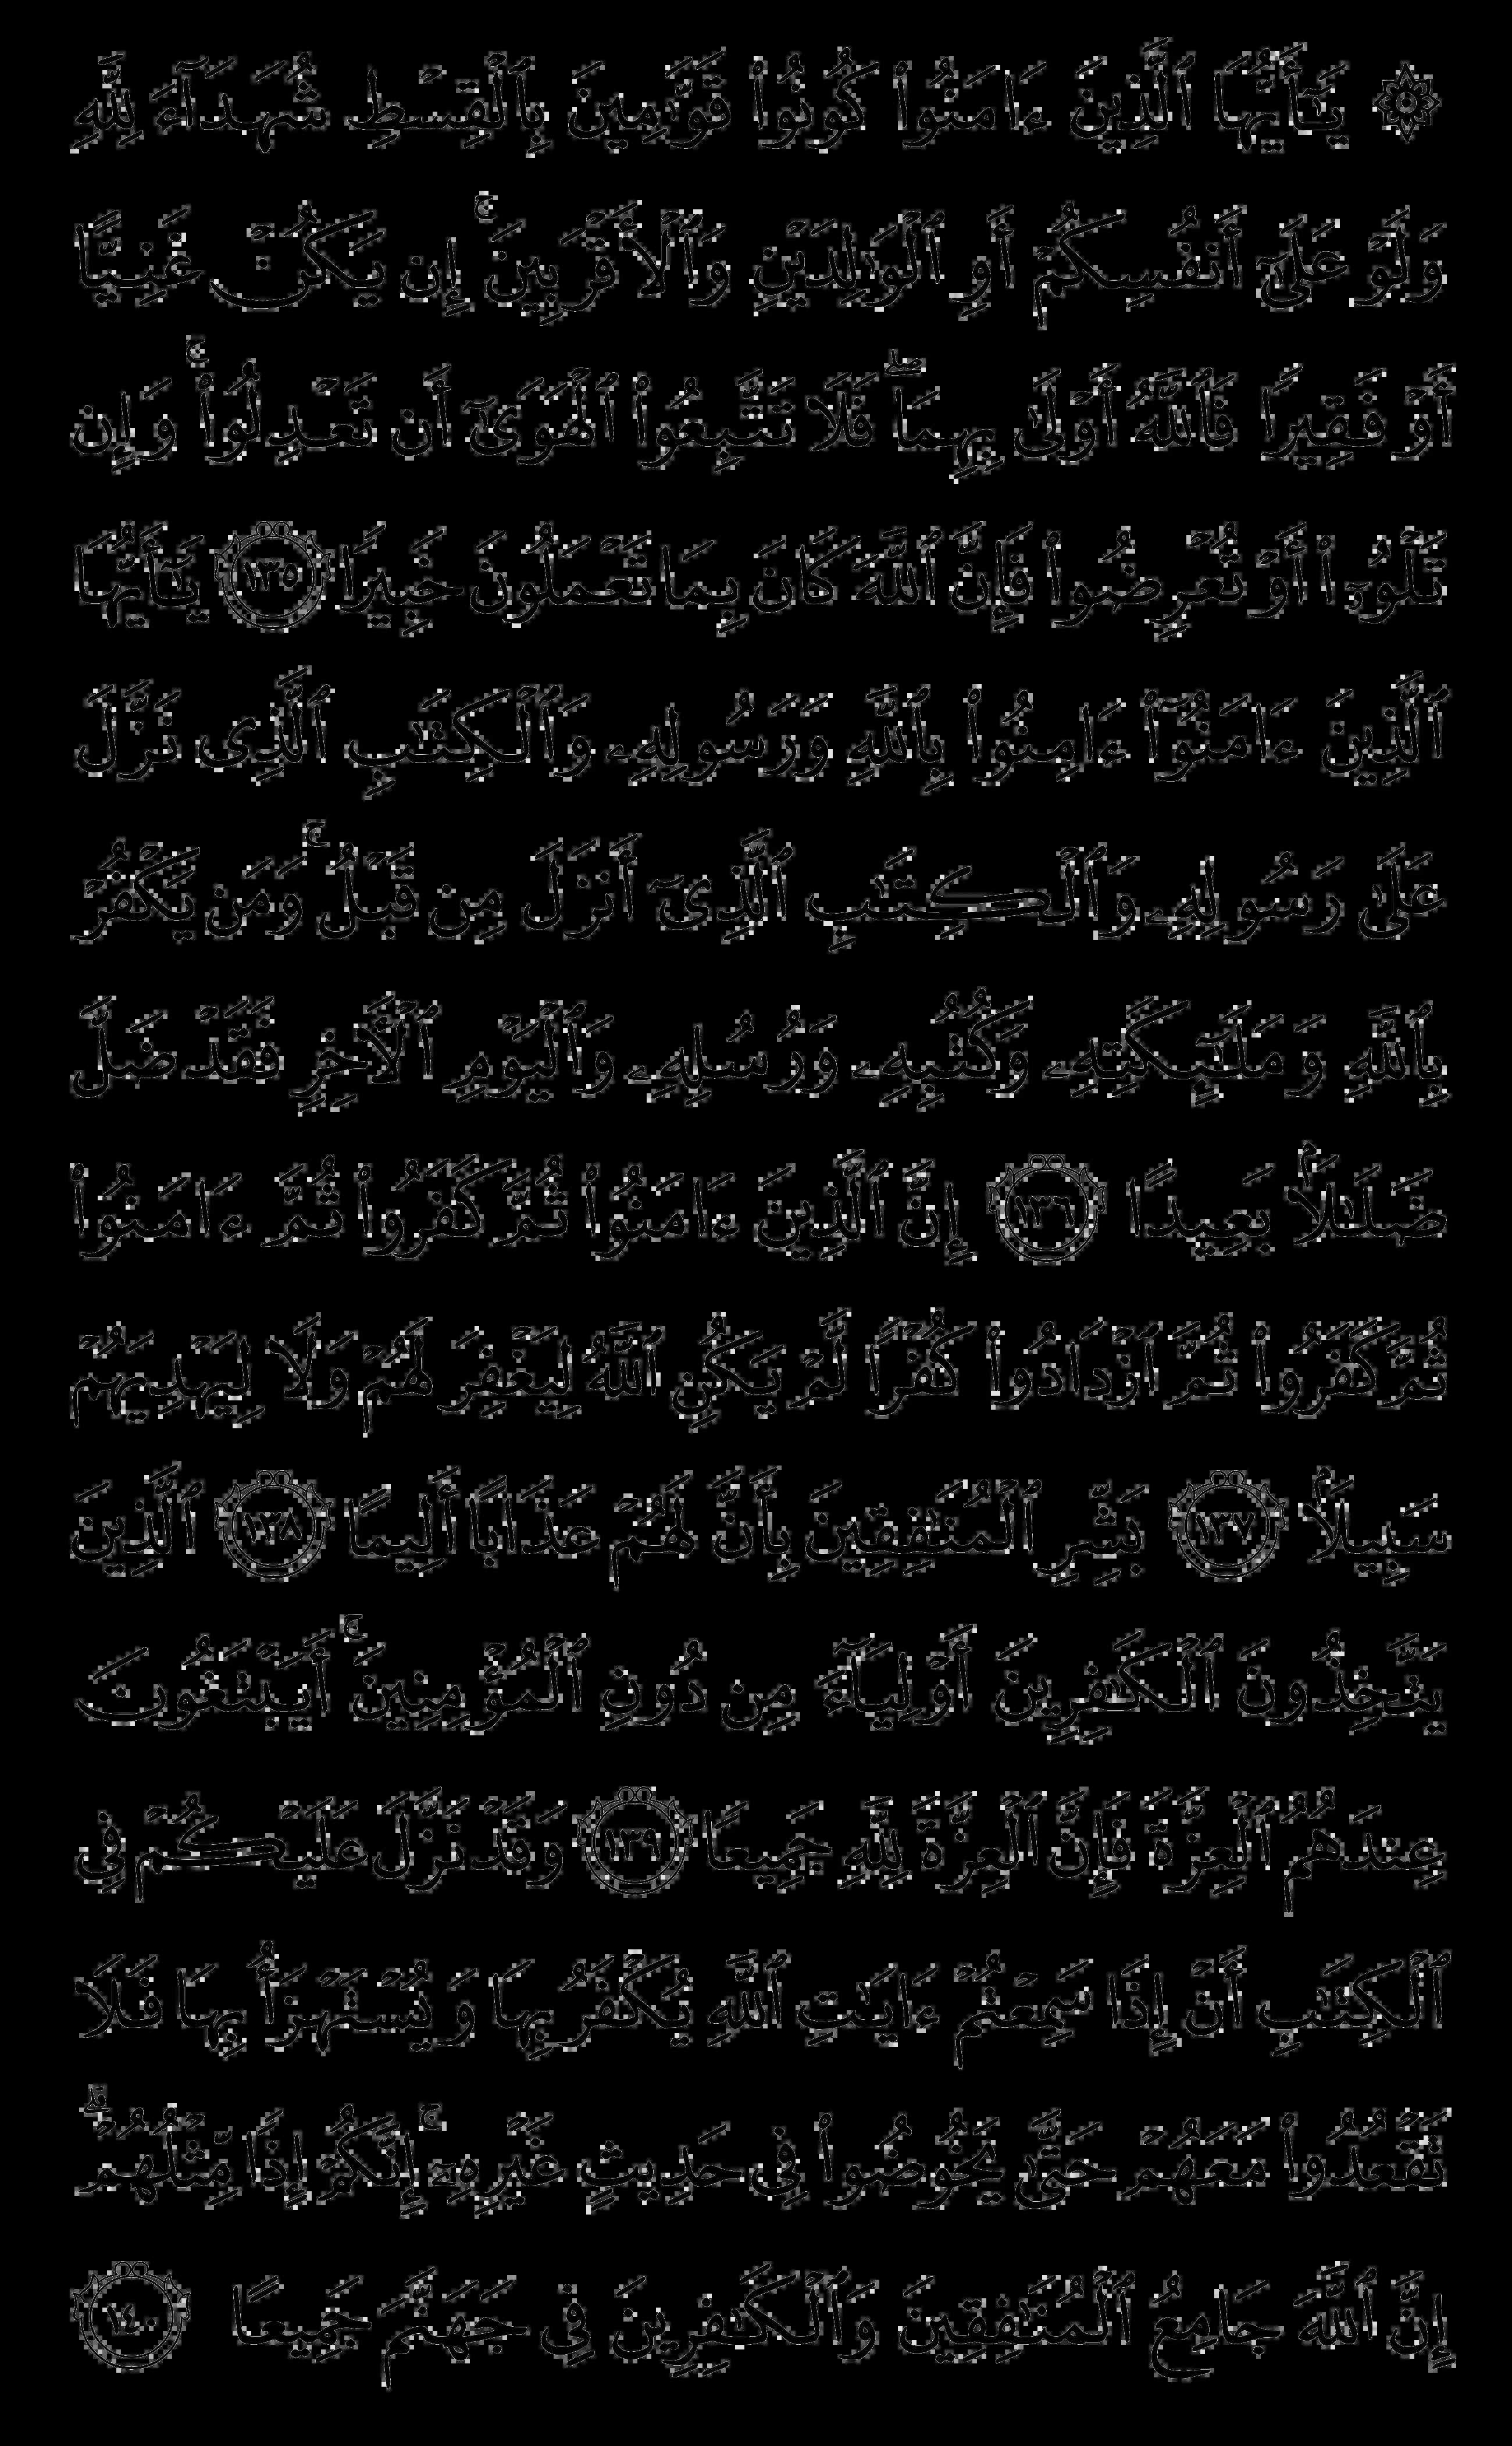 ۞ يَٰٓأَيُّهَا ٱلَّذِينَ ءَامَنُوا۟ كُونُوا۟ قَوَّٰمِينَ بِٱلْقِسْطِ شُهَدَآءَ لِلَّهِ
وَلَوْ عَلَىٰٓ أَنفُسِكُمْ أَوِ ٱلْوَٰلِدَيْنِ وَٱلْأَقْرَبِينَ ۚ إِن يَكُنْ غَنِيًّا
أَوْ فَقِيرًا فَٱللَّهُ أَوْلَىٰ بِهِمَا ۖ فَلَا تَتَّبِعُوا۟ ٱلْهَوَىٰٓ أَن تَعْدِلُوا۟ ۚ وَإِن
تَلْوُۥٓا۟ أَوْ تُعْرِضُوا۟ فَإِنَّ ٱللَّهَ كَانَ بِمَا تَعْمَلُونَ خَبِيرًا ١٣٥ يَٰٓأَيُّهَا
ٱلَّذِينَ ءَامَنُوٓا۟ ءَامِنُوا۟ بِٱللَّهِ وَرَسُولِهِۦ وَٱلْكِتَٰبِ ٱلَّذِى نَزَّلَ
عَلَىٰ رَسُولِهِۦ وَٱلْكِتَٰبِ ٱلَّذِىٓ أَنزَلَ مِن قَبْلُ ۚ وَمَن يَكْفُرْ
بِٱللَّهِ وَمَلَٰٓئِكَتِهِۦ وَكُتُبِهِۦ وَرُسُلِهِۦ وَٱلْيَوْمِ ٱلْءَاخِرِ فَقَدْ ضَلَّ
ضَلَٰلًۢا بَعِيدًا ١٣٦ إِنَّ ٱلَّذِينَ ءَامَنُوا۟ ثُمَّ كَفَرُوا۟ ثُمَّ ءَامَنُوا۟
ثُمَّ كَفَرُوا۟ ثُمَّ ٱزْدَادُوا۟ كُفْرًا لَّمْ يَكُنِ ٱللَّهُ لِيَغْفِرَ لَهُمْ وَلَا لِيَهْدِيَهُمْ
سَبِيلًۢا ١٣٧ بَشِّرِ ٱلْمُنَٰفِقِينَ بِأَنَّ لَهُمْ عَذَابًا أَلِيمًا ١٣٨ ٱلَّذِينَ
يَتَّخِذُونَ ٱلْكَٰفِرِينَ أَوْلِيَآءَ مِن دُونِ ٱلْمُؤْمِنِينَ ۚ أَيَبْتَغُونَ
عِندَهُمُ ٱلْعِزَّةَ فَإِنَّ ٱلْعِزَّةَ لِلَّهِ جَمِيعًا ١٣٩ وَقَدْ نَزَّلَ عَلَيْكُمْ فِى
ٱلْكِتَٰبِ أَنْ إِذَا سَمِعْتُمْ ءَايَٰتِ ٱللَّهِ يُكْفَرُ بِهَا وَيُسْتَهْزَأُ بِهَا فَلَا
تَقْعُدُوا۟ مَعَهُمْ حَتَّىٰ يَخُوضُوا۟ فِى حَدِيثٍ غَيْرِهِۦٓ ۚ إِنَّكُمْ إِذًا مِّثْلُهُمْ ۗ
إِنَّ ٱللَّهَ جَامِعُ ٱلْمُنَٰفِقِينَ وَٱلْكَٰفِرِينَ فِى جَهَنَّمَ جَمِيعًا ١٤٠